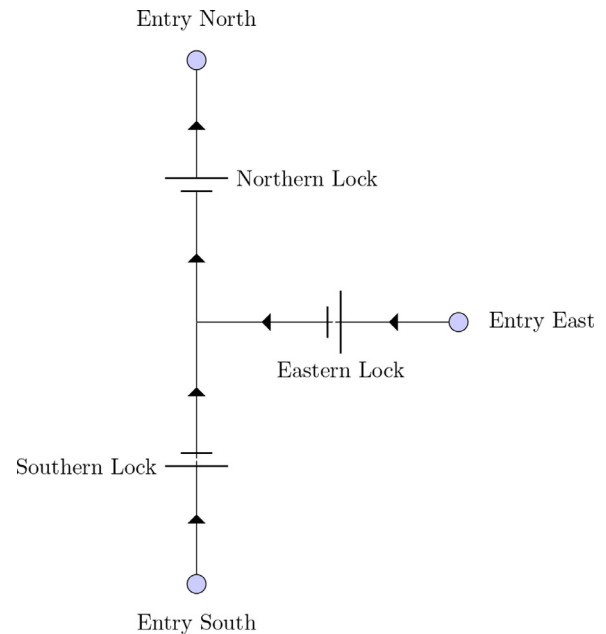 Entry North
Northern Lock
Entry East
Eastern Lock
Southern Lock
Entry South